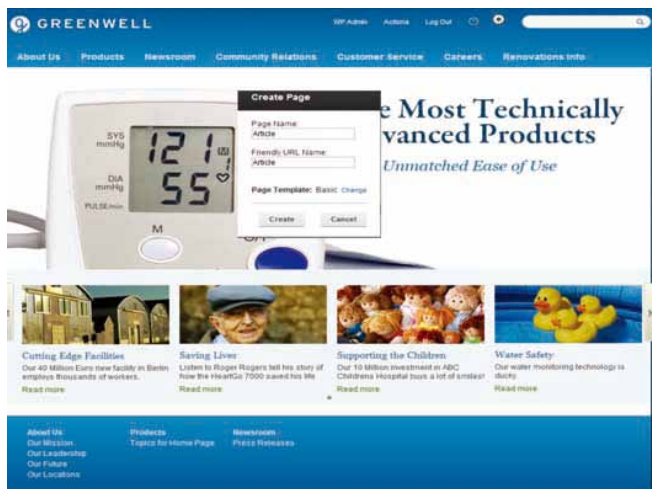 GREENWELL
WP Admin Actions Log Out
About Us Products Newsroom Community Relations Customer Service Careers Renovations Info
Create Page
Page Name:
Article
Friendly URL Name:
Article
Page Template: Basic Change
Create Cancel
e Most Technically
vanced Products
Unmatched Ease of Use
SYS
mmHg
121
DIA
mmHg
55
PULSE/min
M
Cutting Edge Facilities
Our 40 Million Euro new facility in Berlin
employs thousands of workers.
Read more
Saving Lives
Listen to Roger Rogers tell his story of
how the HeartGo 7000 saved his life
Read more
Supporting the Children
Our 10 Million investment in ABC
Childrens Hospital buys a lot of smiles!
Read more
Water Safety
Our water monitoring technology is
ducky.
Read more
About Us
Our Mission
Our Leadership
Our Future
Our Locations
Products
Topics for Home Page
Newsroom
Press Releases